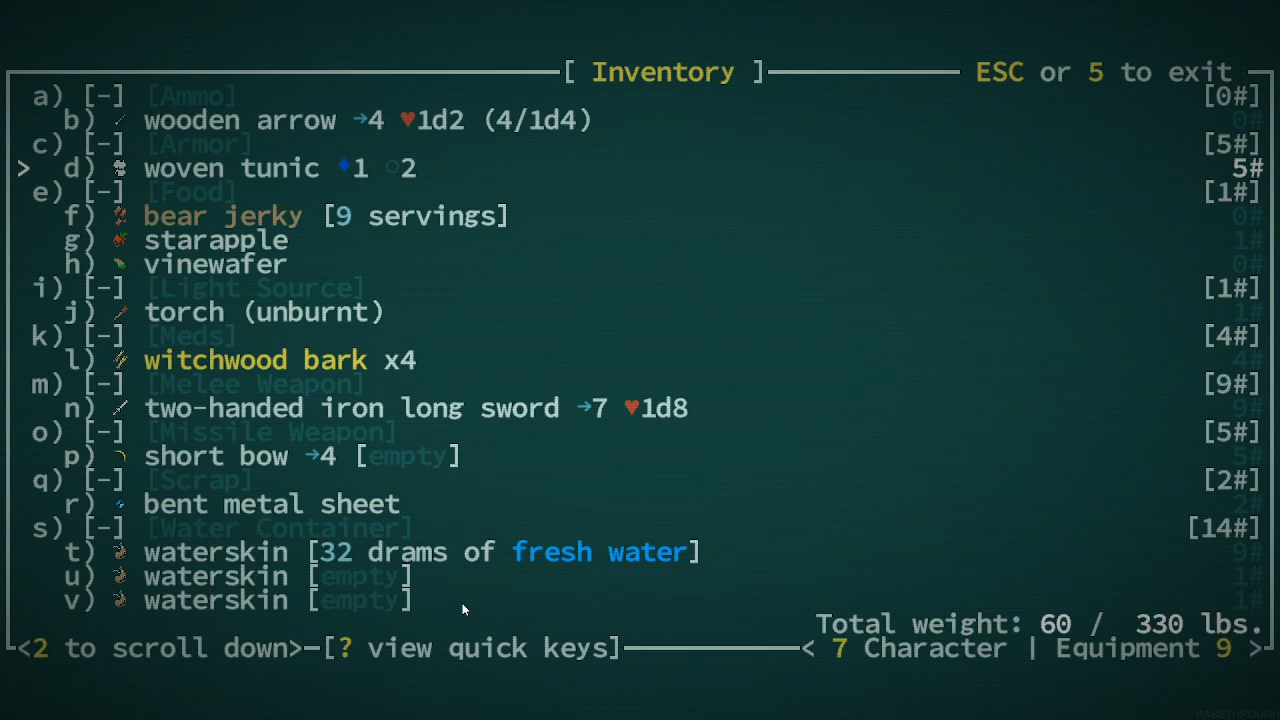 [ Inventory ] ESC or 5 to exit
a) [-] [Ammo] [0#]
b) wooden arrow →4 ♥1d2 (4/1d4) 0#
c) [-] [Armor] [5#]
> d) woven tunic ♦1 ○2 5#
e) [-] [Food] [1#]
f) bear jerky [9 servings] 0#
g) starapple 1#
h) vinewafer 0#
i) [-] [Light Source] [1#]
j) torch (unburnt) 1#
k) [-] [Meds] [4#]
l) witchwood bark x4 4#
m) [-] [Melee Weapon] [9#]
n) two-handed iron long sword →7 ♥1d8 9#
o) [-] [Missile Weapon] [5#]
p) short bow →4 [empty] 5#
q) [-] [Scrap] [2#]
r) bent metal sheet 2#
s) [-] [Water Container] [14#]
t) waterskin [32 drams of fresh water] 9#
u) waterskin [empty] 1#
v) waterskin [empty] 1#
Total weight: 60 / 330 lbs.
<2 to scroll down> [? view quick keys] < 7 Character | Equipment 9 >